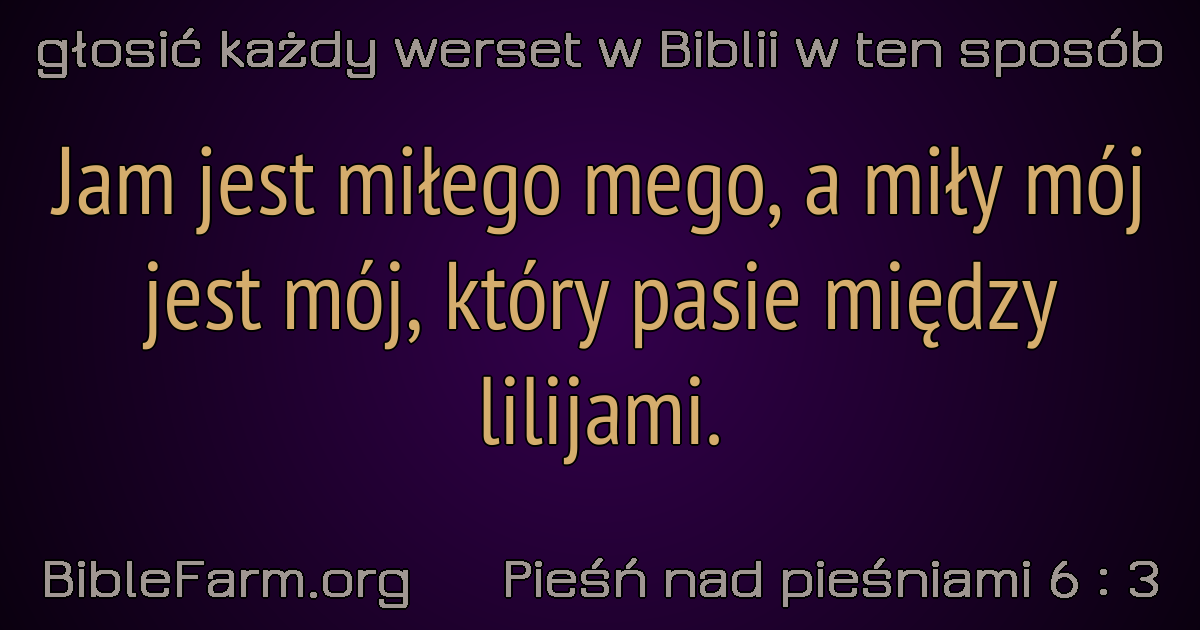 głosić każdy werset w Biblii w ten sposób
Jam jest miłego mego, a miły mój
jest mój, który pasie między
lilijami.
BibleFarm.org Pieśń nad pieśniami 6 : 3